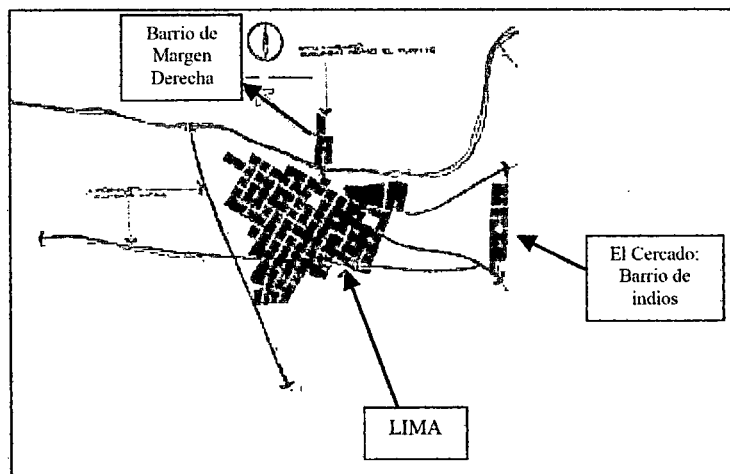 Barrio de
Margen
Derecha
El Cercado:
Barrio de
indios
LIMA